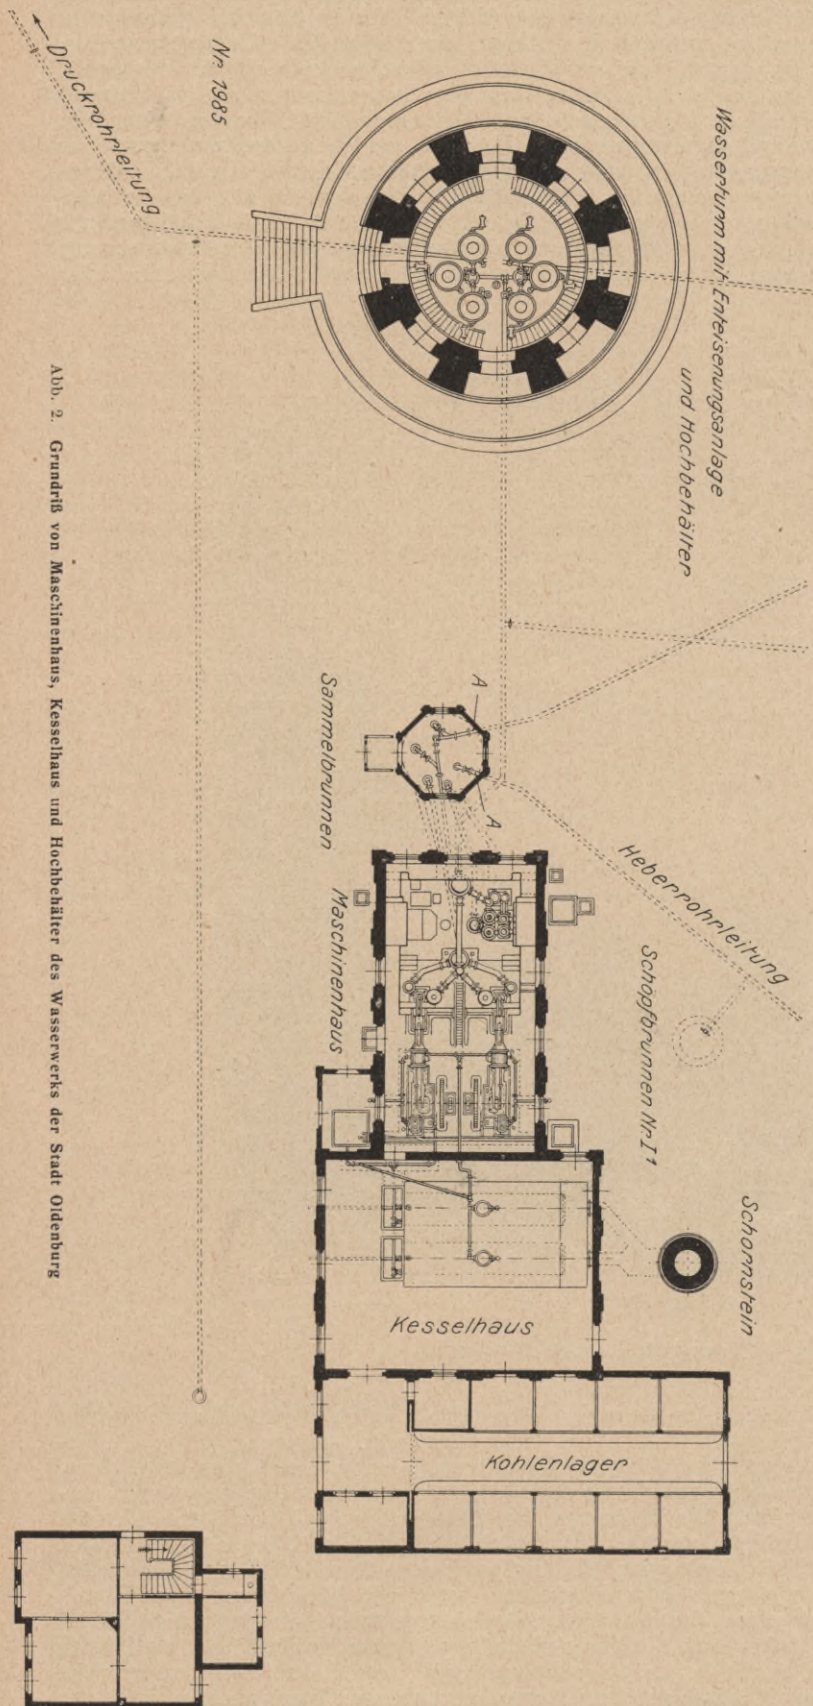 Druckrohrleitung
Nr. 1985
Wasserturm mit Enteisenungsanlage
und Hochbehälter
Sammelbrunnen
A
A
Heberrohrleitung
Maschinenhaus
Schöpfbrunnen Nr. I¹
Schornstein
Kesselhaus
Kohlenlager
Abb. 2. Grundriß von Maschinenhaus, Kesselhaus und Hochbehälter des Wasserwerks der Stadt Oldenburg